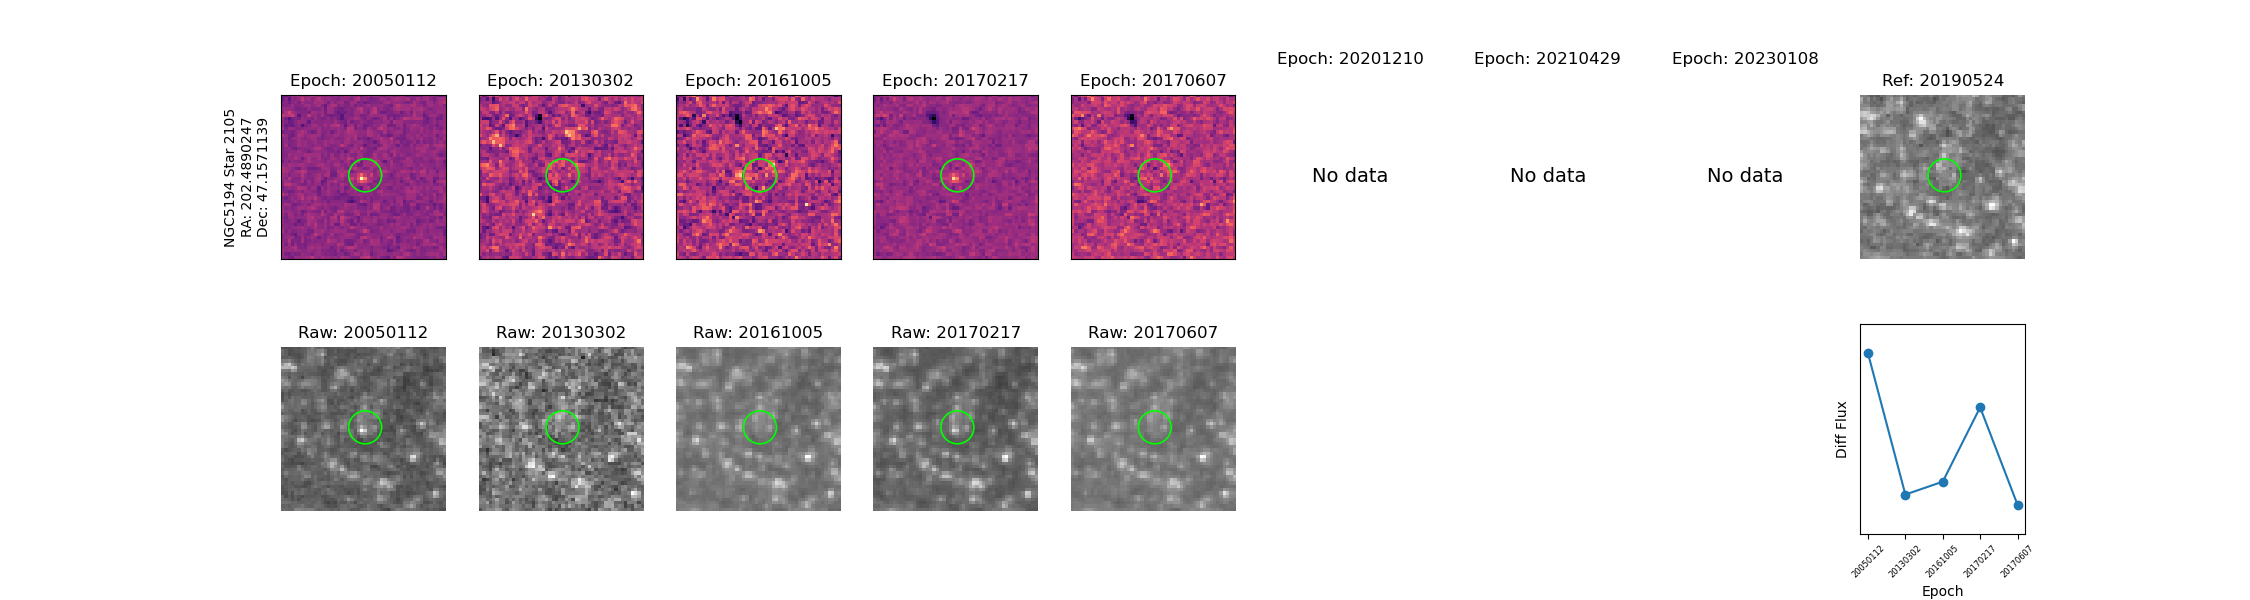 Epoch: 20050112
Epoch: 20130302
Epoch: 20161005
Epoch: 20170217
Epoch: 20170607
Epoch: 20201210
Epoch: 20210429
Epoch: 20230108
Ref: 20190524
NGC5194 Star 2105
RA: 202.4890247
Dec: 47.1571139
No data
No data
No data
Raw: 20050112
Raw: 20130302
Raw: 20161005
Raw: 20170217
Raw: 20170607
Diff Flux
20050112
20130302
20161005
20170217
20170607
Epoch